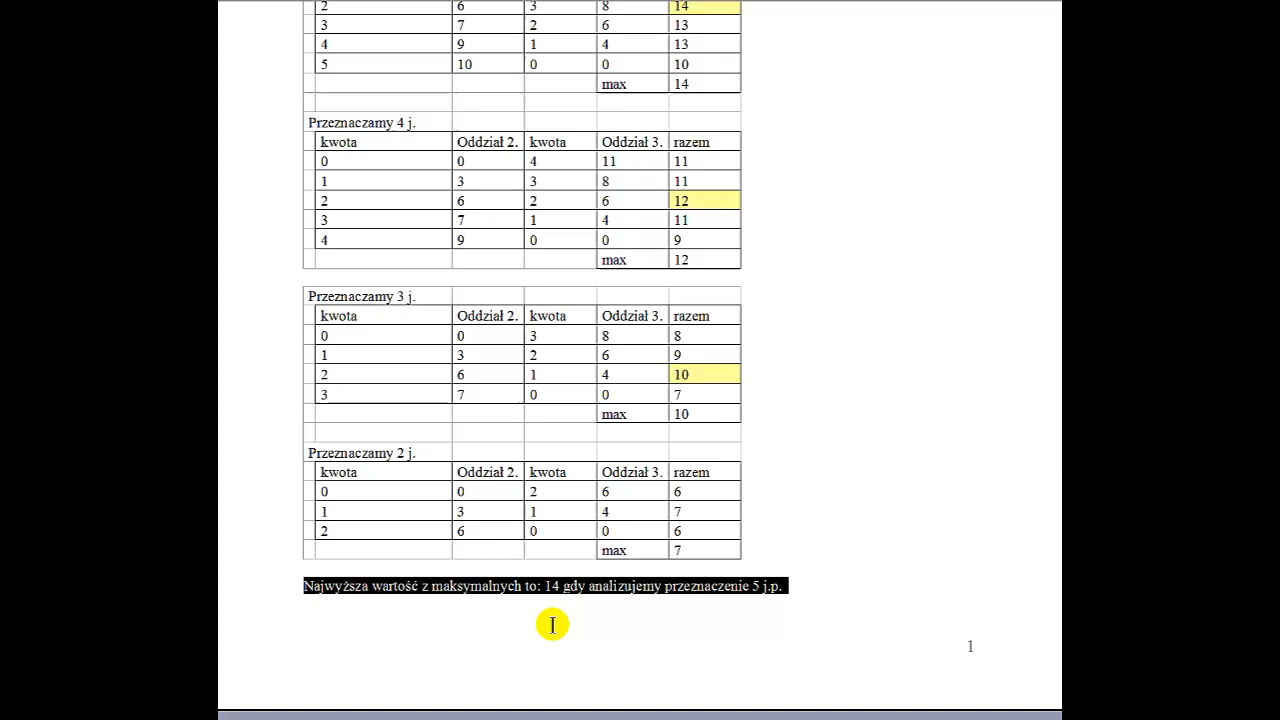 2 6 3 8 14
3 7 2 6 13
4 9 1 4 13
5 10 0 0 10
max 14
Przeznaczamy 4 j.
kwota Oddział 2. kwota Oddział 3. razem
0 0 4 11 11
1 3 3 8 11
2 6 2 6 12
3 7 1 4 11
4 9 0 0 9
max 12
Przeznaczamy 3 j.
kwota Oddział 2. kwota Oddział 3. razem
0 0 3 8 8
1 3 2 6 9
2 6 1 4 10
3 7 0 0 7
max 10
Przeznaczamy 2 j.
kwota Oddział 2. kwota Oddział 3. razem
0 0 2 6 6
1 3 1 4 7
2 6 0 0 6
max 7
Najwyższa wartość z maksymalnych to: 14 gdy analizujemy przeznaczenie 5 j.p.
1